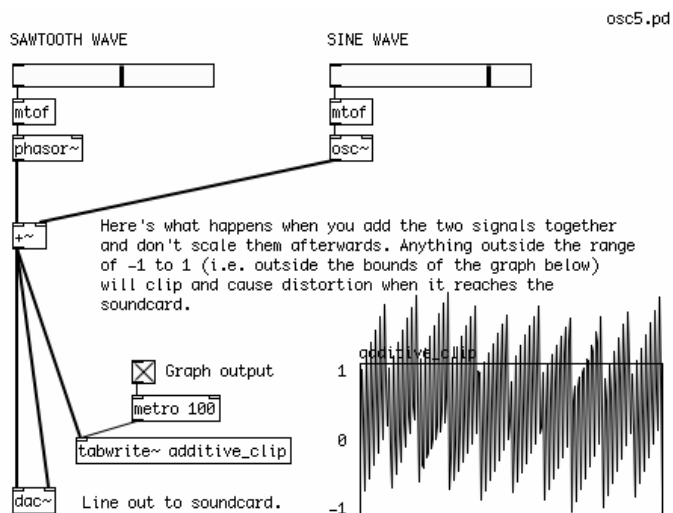 osc5.pd
SAWTOOTH WAVE
SINE WAVE
mtof
mtof
phasor~
osc~
+~
Here's what happens when you add the two signals together
and don't scale them afterwards. Anything outside the range
of -1 to 1 (i.e. outside the bounds of the graph below)
will clip and cause distortion when it reaches the
soundcard.
additive_clip
1
Graph output
metro 100
0
tabwrite~ additive_clip
dac~
Line out to soundcard.
-1